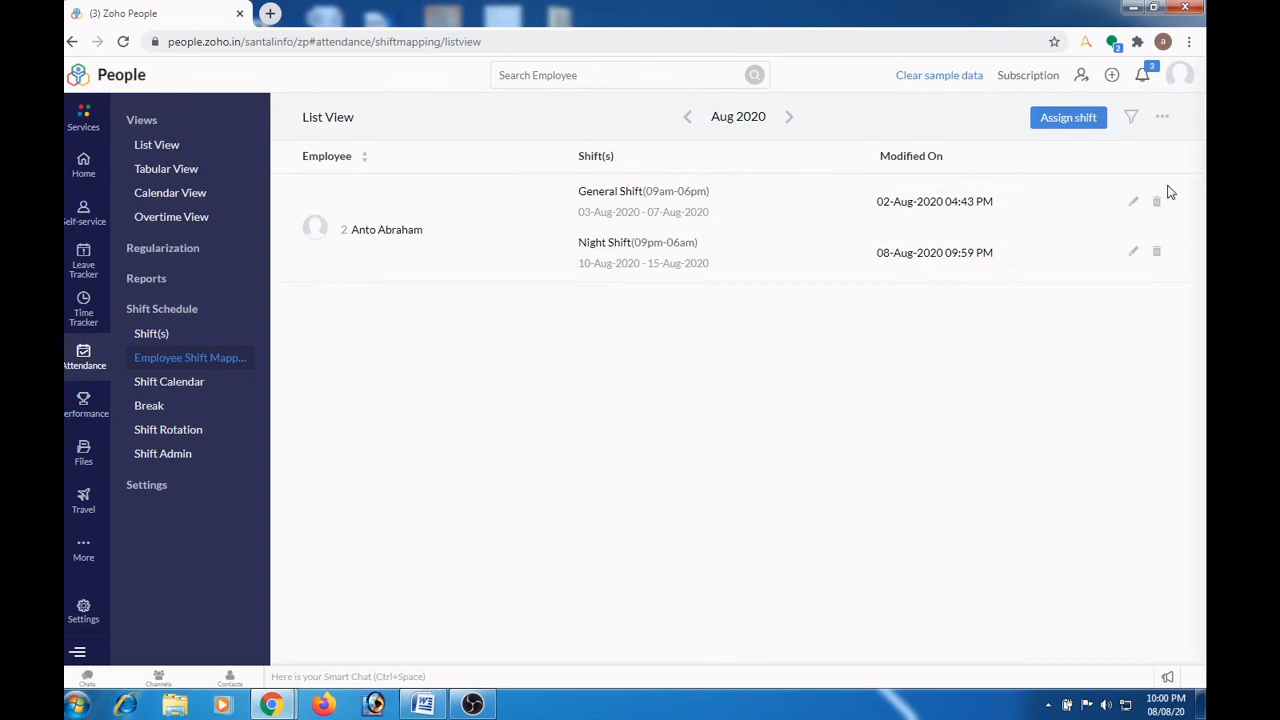 (3) Zoho People
people.zoho.in/santalinfo/zp#attendance/shiftmapping/listview
2
a
People
Search Employee
Clear sample data
Subscription
3
Services
Home
Self-service
Leave
Tracker
Time
Tracker
Attendance
erformance
Files
Travel
More
Settings
Views
List View
Tabular View
Calendar View
Overtime View
Regularization
Reports
Shift Schedule
Shift(s)
Employee Shift Mapp...
Shift Calendar
Break
Shift Rotation
Shift Admin
Settings
List View
Aug 2020
Assign shift
Employee
Shift(s)
Modified On
2 Anto Abraham
General Shift(09am-06pm)
03-Aug-2020 - 07-Aug-2020
02-Aug-2020 04:43 PM
Night Shift(09pm-06am)
10-Aug-2020 - 15-Aug-2020
08-Aug-2020 09:59 PM
Chats
Channels
Contacts
Here is your Smart Chat (Ctrl+Space)
10:00 PM
08/08/20